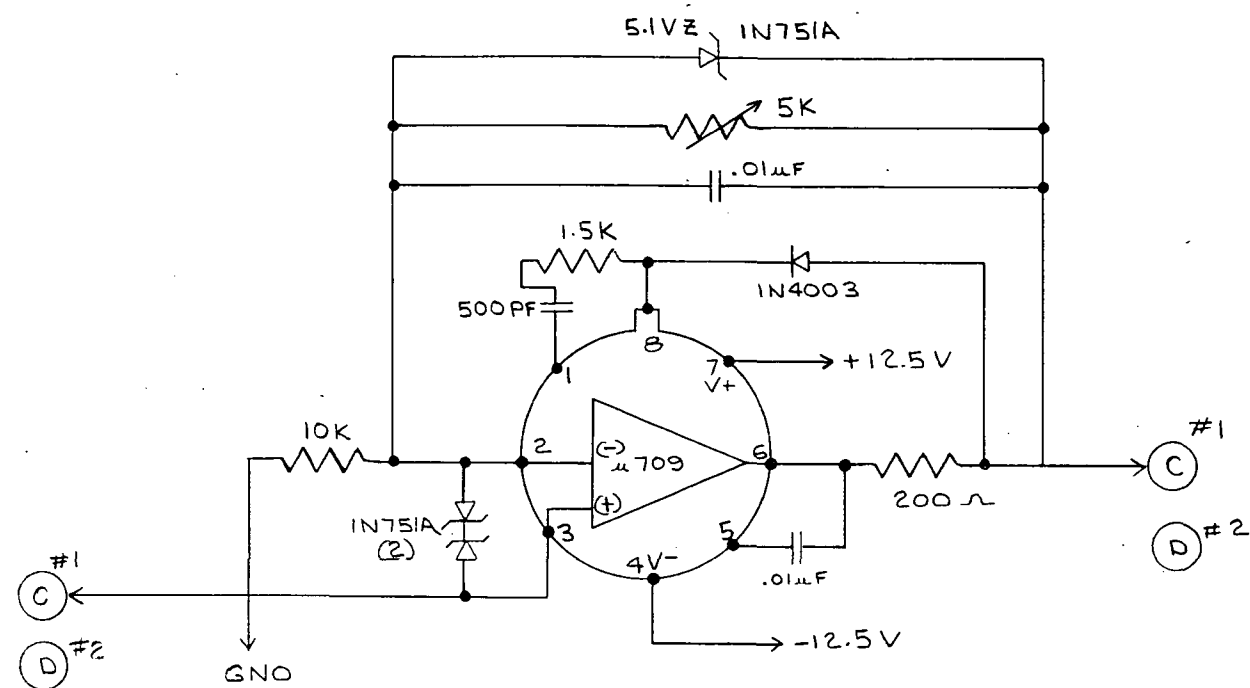 5.1VZ 1N751A
5K
.01µF
1.5K
1N4003
500PF
8
1
7
V+
+12.5V
10K
2
(-)
µ709
6
#1
C
200Ω
(+)
1N751A
(2)
3
5
#2
D
4V-
.01µF
#1
C
-12.5V
#2
D
GND